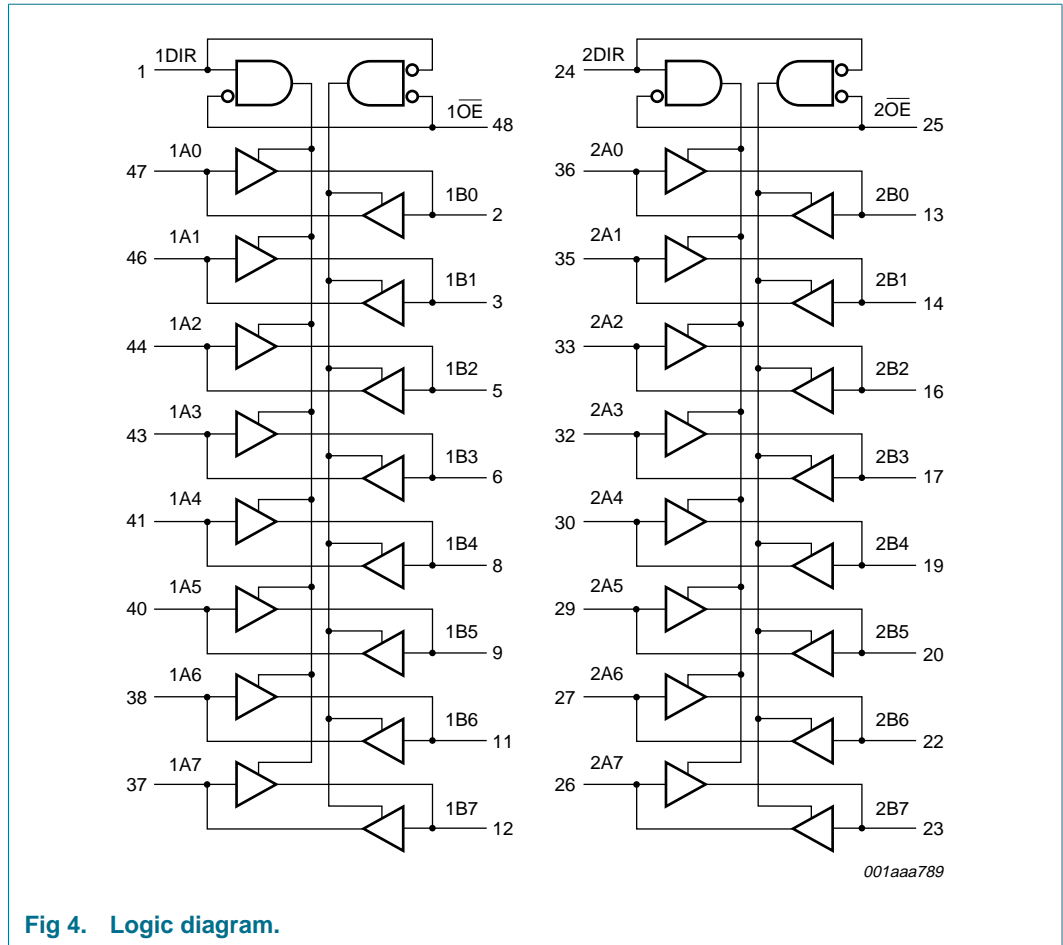 1DIR
1
1OE
48
1A0
47
1B0
2
1A1
46
1B1
3
1A2
44
1B2
5
1A3
43
1B3
6
1A4
41
1B4
8
1A5
40
1B5
9
1A6
38
1B6
11
1A7
37
1B7
12
2DIR
24
2OE
25
2A0
36
2B0
13
2A1
35
2B1
14
2A2
33
2B2
16
2A3
32
2B3
17
2A4
30
2B4
19
2A5
29
2B5
20
2A6
27
2B6
22
2A7
26
2B7
23
001aaa789
Fig 4. Logic diagram.